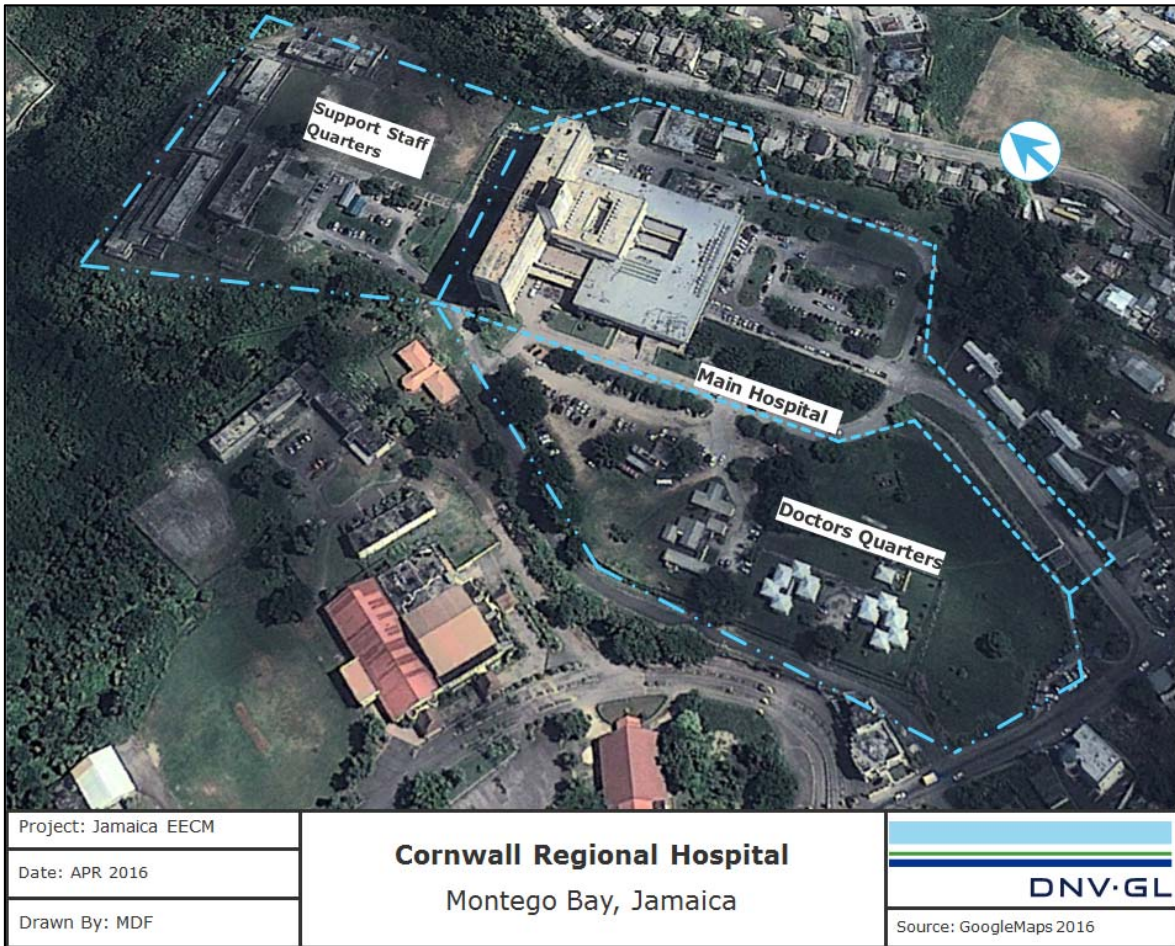 Support Staff
Quarters
Main Hospital
Doctors Quarters
Project: Jamaica EECM
Date: APR 2016
Drawn By: MDF
Cornwall Regional Hospital
Montego Bay, Jamaica
DNV·GL
Source: GoogleMaps 2016